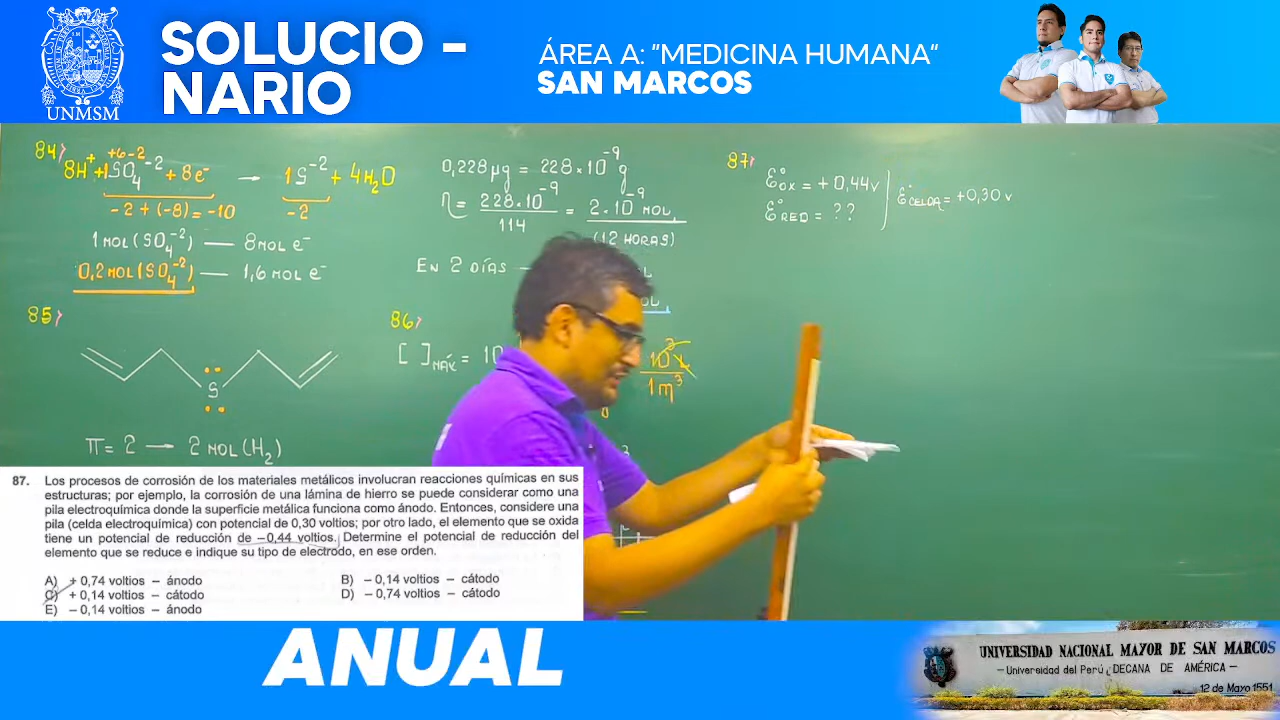 SOLUCIO -
NARIO
UNMSM
ÁREA A: "MEDICINA HUMANA"
SAN MARCOS
84)
8H⁺ + 1SO₄⁻² + 8e⁻ → 1S⁻² + 4H₂O
+6 -2
-2 + (-8) = -10
-2
1 MOL (SO₄⁻²) — 8 MOL e⁻
0,2 MOL (SO₄⁻²) — 1,6 MOL e⁻
0,228 μg = 228×10⁻⁹ g
η = 228×10⁻⁹ / 114 = 2×10⁻⁹ MOL / (12 HORAS)
EN 2 DÍAS
OL
85)
S
π = 2 → 2 MOL (H₂)
86)
[ ]MÁX = 10
10³ L
1 m³
87)
Ɛ°OX = +0,44 V
Ɛ°RED = ??
Ɛ°CELDA = +0,30 V
87. Los procesos de corrosión de los materiales metálicos involucran reacciones químicas en sus
estructuras; por ejemplo, la corrosión de una lámina de hierro se puede considerar como una
pila electroquímica donde la superficie metálica funciona como ánodo. Entonces, considere una
pila (celda electroquímica) con potencial de 0,30 voltios; por otro lado, el elemento que se oxida
tiene un potencial de reducción de −0,44 voltios. Determine el potencial de reducción del
elemento que se reduce e indique su tipo de electrodo, en ese orden.
A) + 0,74 voltios − ánodo
B) − 0,14 voltios − cátodo
C) + 0,14 voltios − cátodo
D) − 0,74 voltios − cátodo
E) − 0,14 voltios − ánodo
ANUAL
UNIVERSIDAD NACIONAL MAYOR DE SAN MARCOS
– Universidad del Perú, DECANA DE AMÉRICA –
12 de Mayo 1551